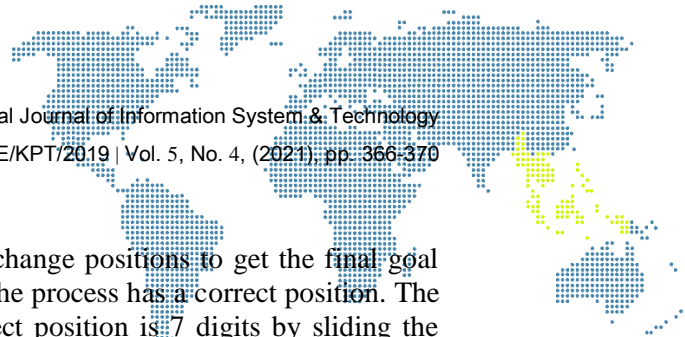 al Journal of Information System & Technology
E/KPT/2019 | Vol. 5, No. 4, (2021), pp. 366-370
change positions to get the final goal
he process has a correct position. The
ect position is 7 digits by sliding the